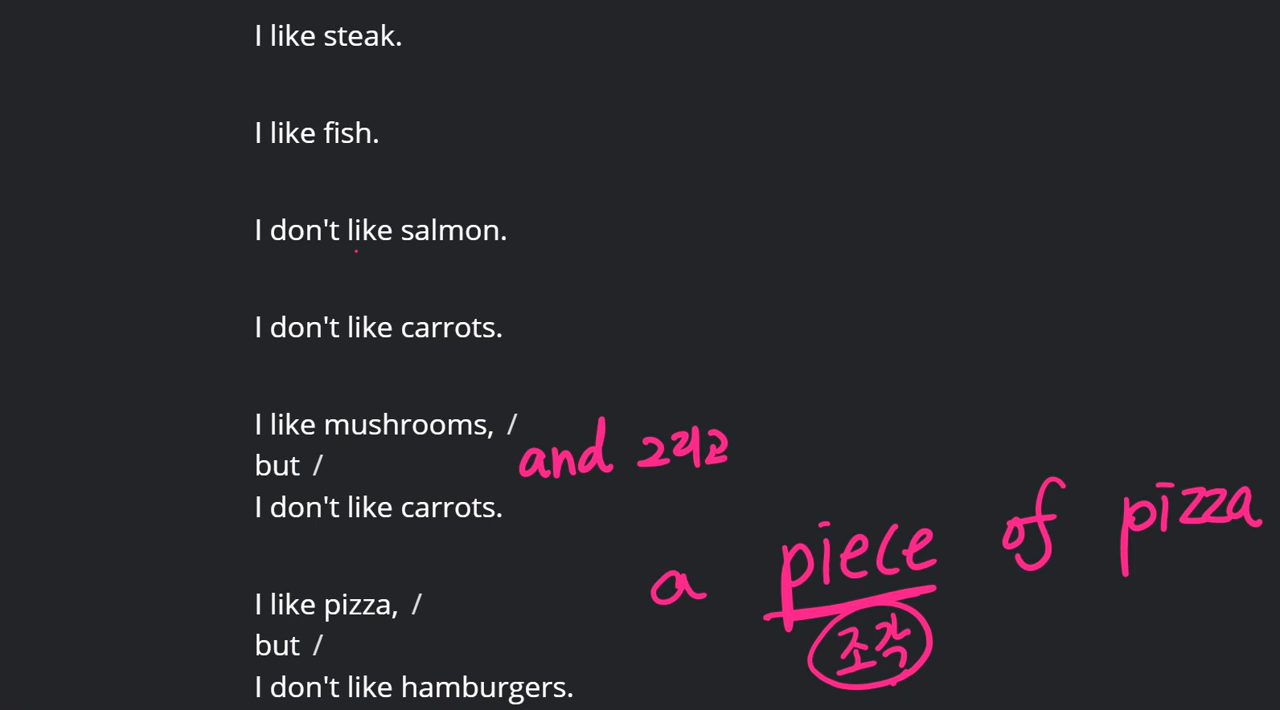 I like steak.
I like fish.
I don't like salmon.
I don't like carrots.
I like mushrooms, /
and 그리고
but /
I don't like carrots.
a piece of pizza
조각
I like pizza, /
but /
I don't like hamburgers.